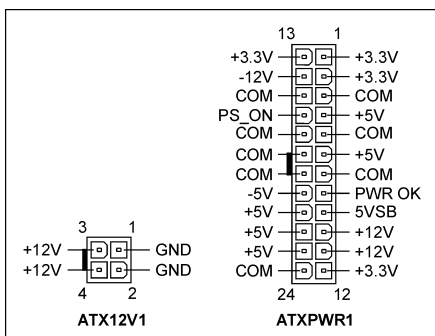 13 1
+3.3V +3.3V
-12V +3.3V
COM COM
PS_ON +5V
COM COM
COM +5V
COM COM
-5V PWR OK
+5V 5VSB
+5V +12V
+5V +12V
COM +3.3V
24 12
ATXPWR1
3 1
+12V GND
+12V GND
4 2
ATX12V1